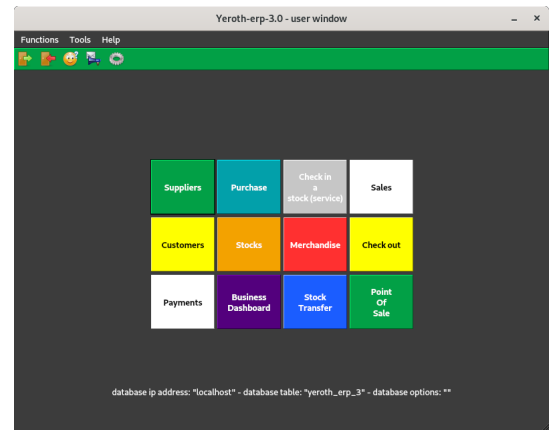 Yeroth-erp-3.0 - user window
Functions Tools Help
Suppliers
Purchase
Check in
a
stock (service)
Sales
Customers
Stocks
Merchandise
Check out
Payments
Business
Dashboard
Stock
Transfer
Point
Of
Sale
database ip address: "localhost" - database table: "yeroth_erp_3" - database options: ""